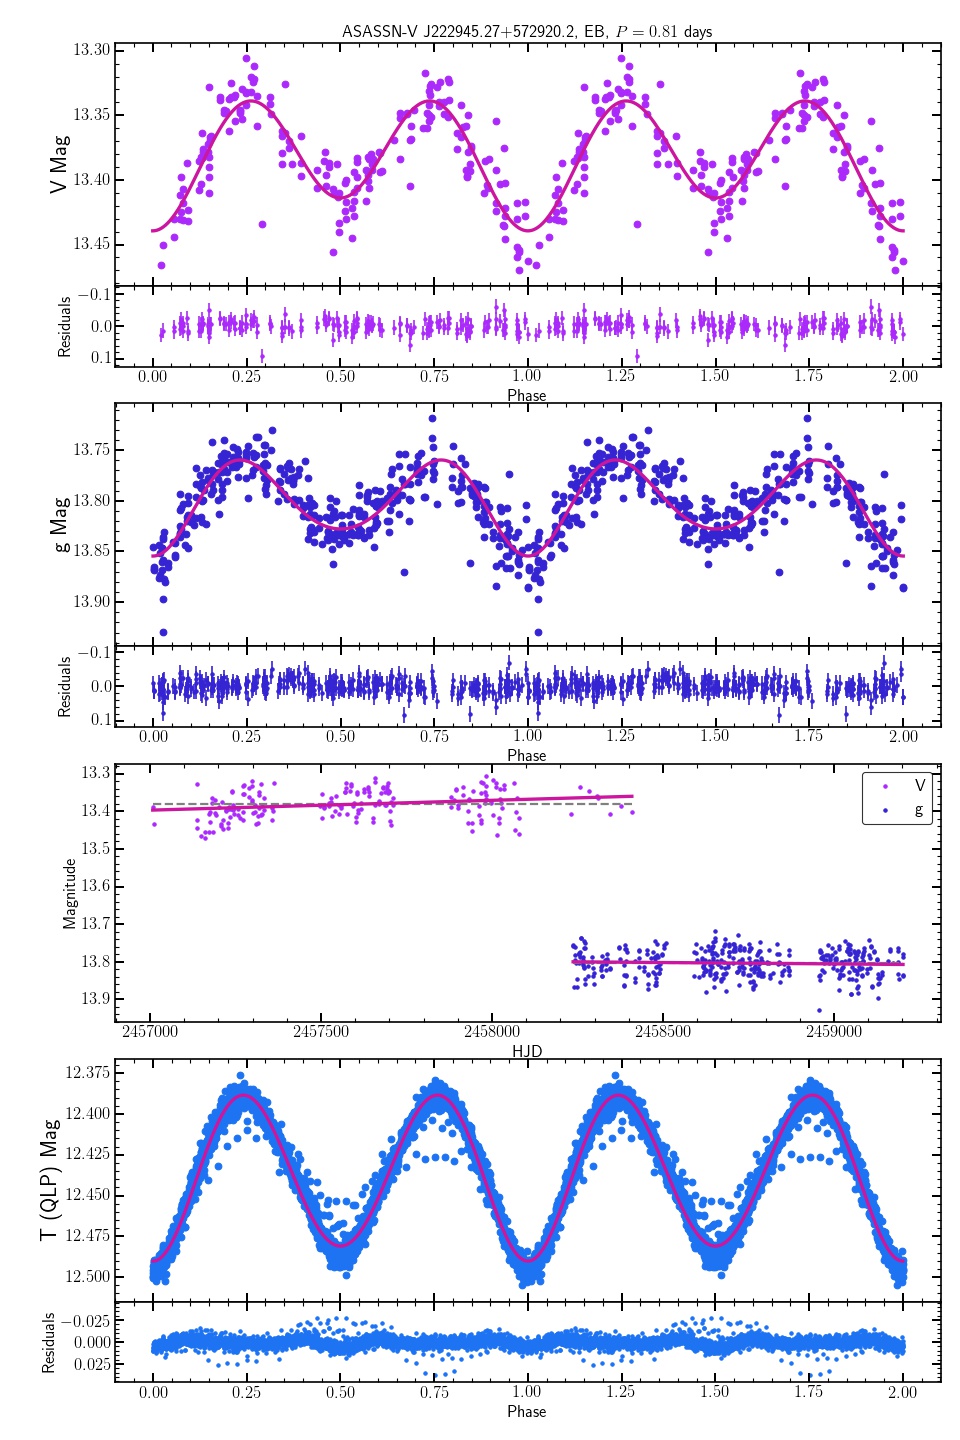 ASASSN-V J222945.27+572920.2, EB, P = 0.81 days
V Mag
13.30
13.35
13.40
13.45
Residuals
−0.1
0.0
0.1
0.00 0.25 0.50 0.75 1.00 1.25 1.50 1.75 2.00
Phase
g Mag
13.75
13.80
13.85
13.90
Residuals
−0.1
0.0
0.1
0.00 0.25 0.50 0.75 1.00 1.25 1.50 1.75 2.00
Phase
Magnitude
13.3
13.4
13.5
13.6
13.7
13.8
13.9
V
g
2457000 2457500 2458000 2458500 2459000
HJD
T (QLP) Mag
12.375
12.400
12.425
12.450
12.475
12.500
Residuals
−0.025
0.000
0.025
0.00 0.25 0.50 0.75 1.00 1.25 1.50 1.75 2.00
Phase